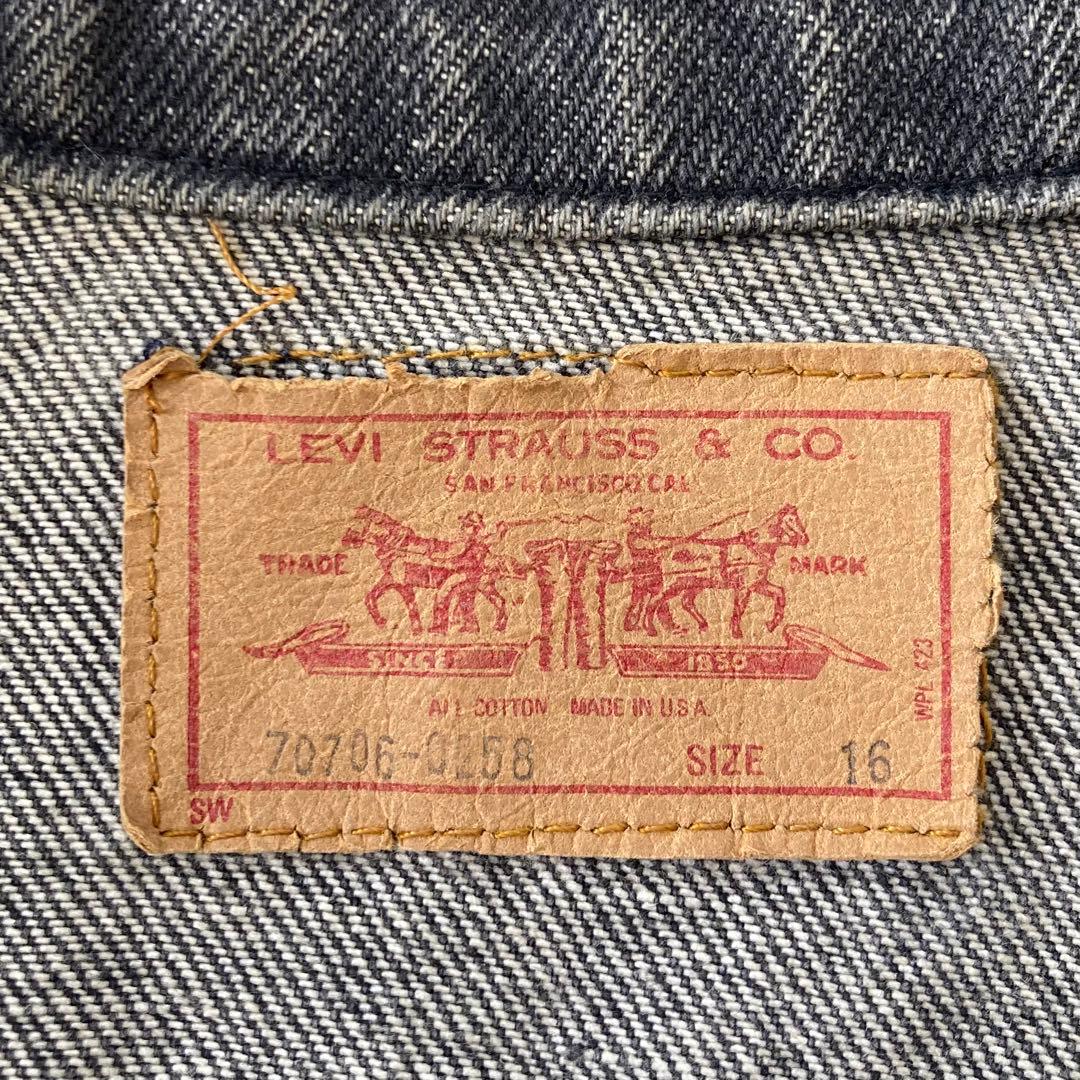 LEVI STRAUSS & CO.
SAN FRANCISCO CAL
TRADE MARK
SINCE 1850
ALL COTTON MADE IN U.S.A.
WPL 423
70706-0258 SIZE 16
SW